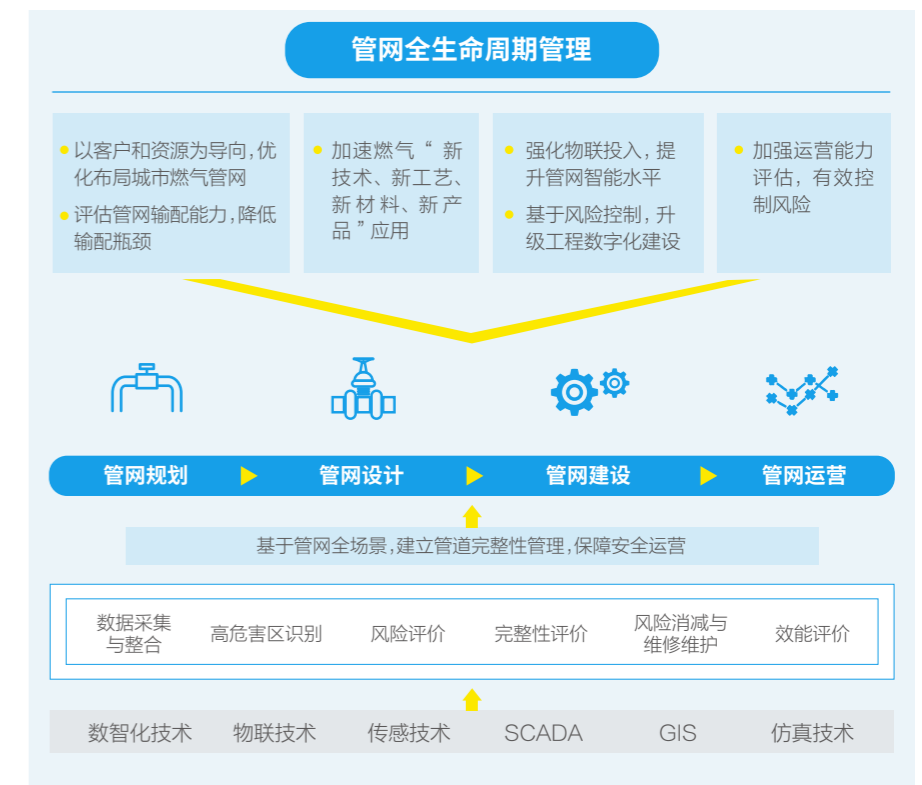 管网全生命周期管理
以客户和资源为导向,优
化布局城市燃气管网
评估管网输配能力,降低
输配瓶颈
加速燃气“新
技术、新工艺、
新材料、新产
品”应用
强化物联投入,提
升管网智能水平
基于风险控制,升
级工程数字化建设
加强运营能力
评估,有效控
制风险
管网规划
管网设计
管网建设
管网运营
基于管网全场景,建立管道完整性管理,保障安全运营
数据采集
与整合
高危害区识别
风险评价
完整性评价
风险消减与
维修维护
效能评价
数智化技术
物联技术
传感技术
SCADA
GIS
仿真技术